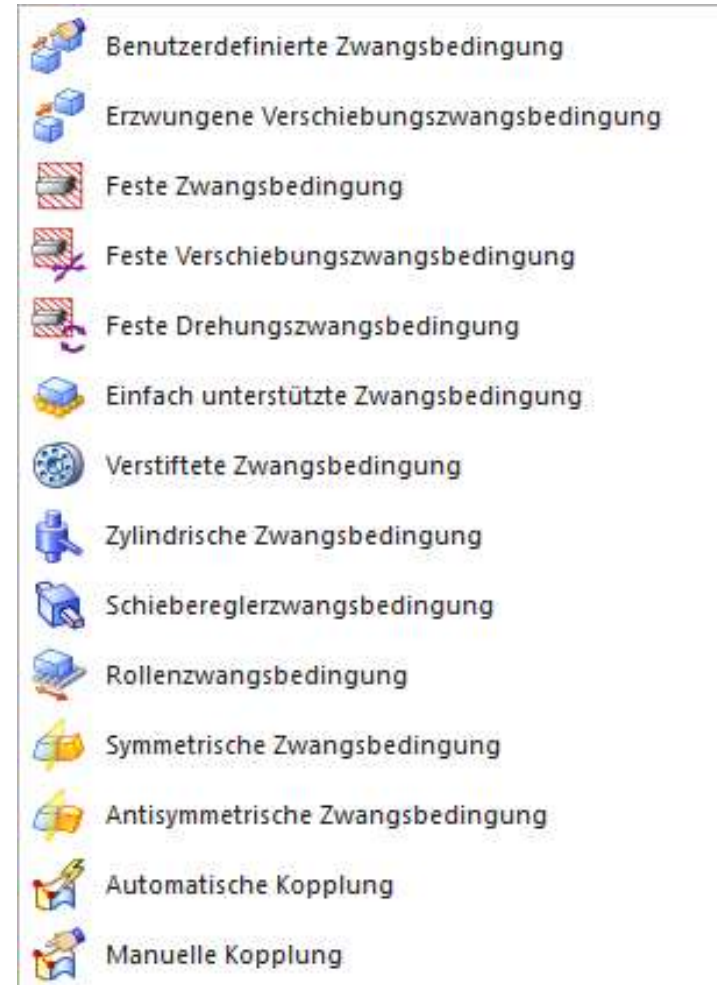 Benutzerdefinierte Zwangsbedingung
Erzwungene Verschiebungszwangsbedingung
Feste Zwangsbedingung
Feste Verschiebungszwangsbedingung
Feste Drehungszwangsbedingung
Einfach unterstützte Zwangsbedingung
Verstiftete Zwangsbedingung
Zylindrische Zwangsbedingung
Schiebereglerzwangsbedingung
Rollenzwangsbedingung
Symmetrische Zwangsbedingung
Antisymmetrische Zwangsbedingung
Automatische Kopplung
Manuelle Kopplung